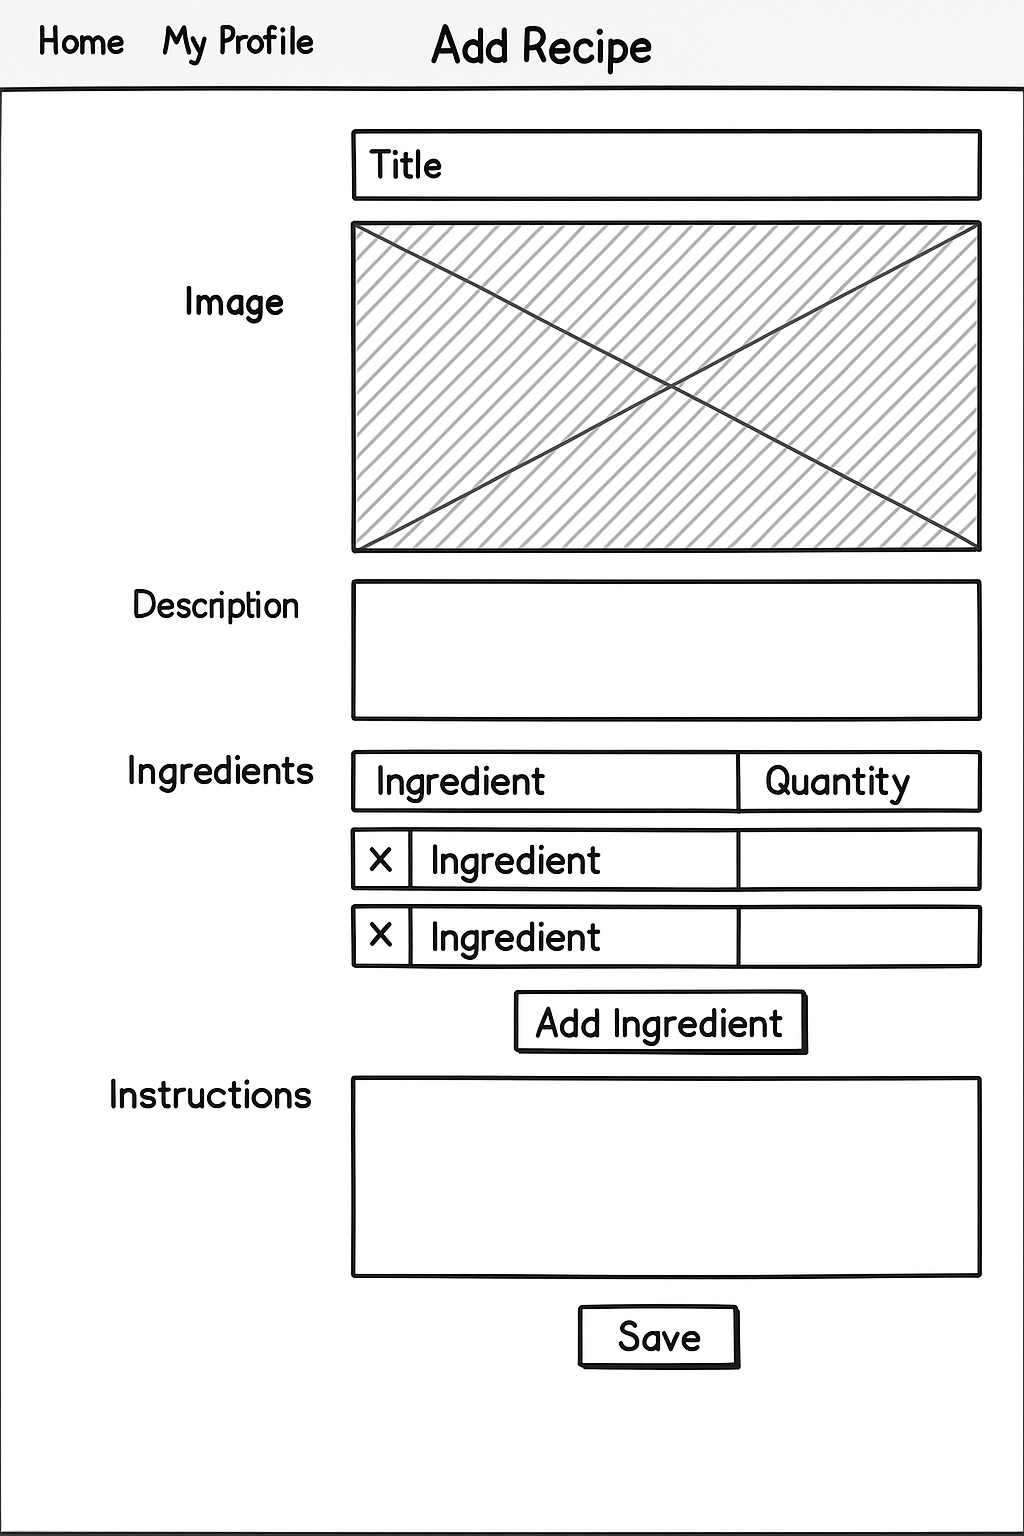 Home My Profile Add Recipe
Title
Image
Description
Ingredients Ingredient Quantity
X Ingredient
X Ingredient
Add Ingredient
Instructions
Save